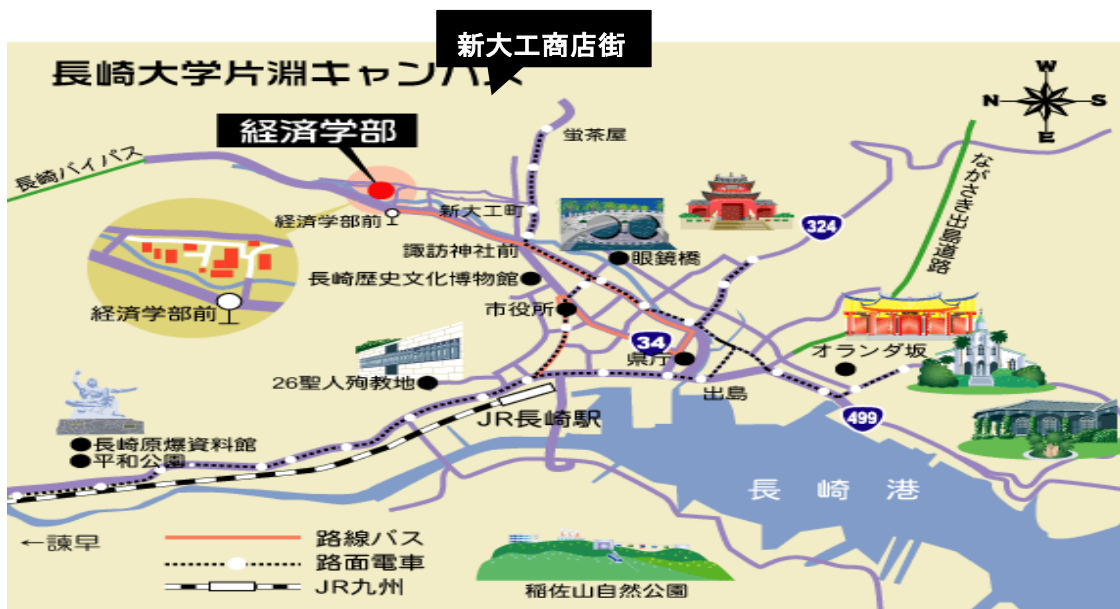 新大工商店街
長崎大学片淵キャンパス
W
N
S
E
経済学部
蛍茶屋
長崎バイパス
ながさき出島道路
新大工町
経済学部前
324
諏訪神社前
眼鏡橋
長崎歴史文化博物館
市役所
経済学部前
34
県庁
オランダ坂
26聖人殉教地
出島
JR長崎駅
499
長崎原爆資料館
平和公園
長崎港
←諫早
路線バス
路面電車
JR九州
稲佐山自然公園